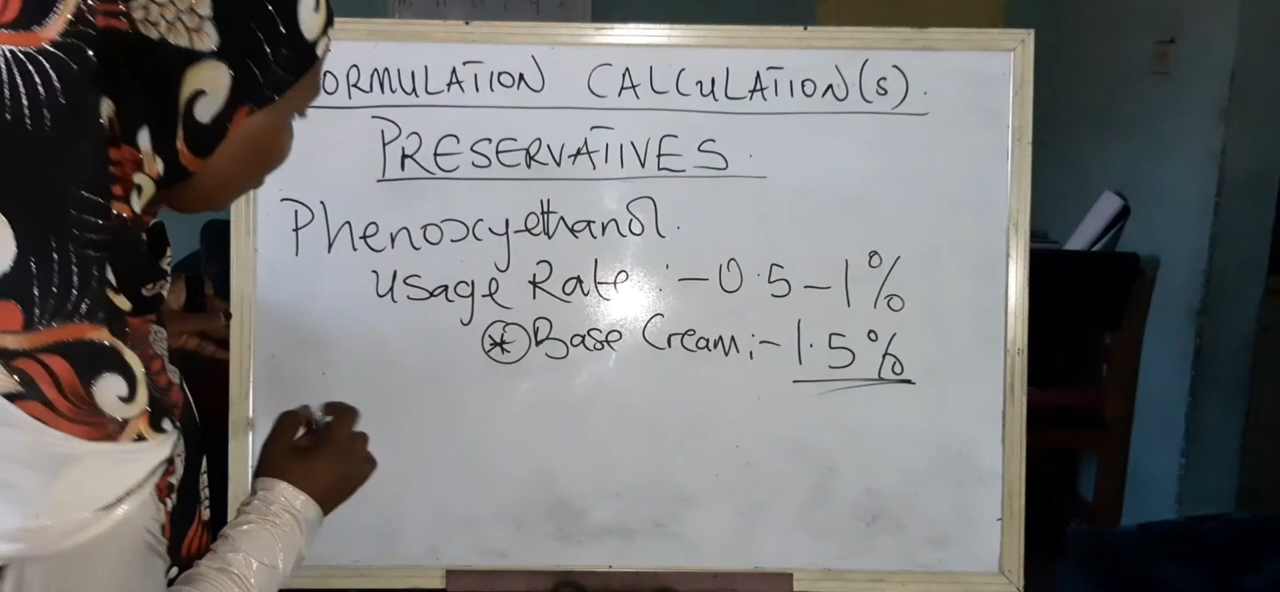 ORMULATION CALCULATION(s).
PRESERVATIVES.
Phenoxyethanol.
Usage Rate :- 0.5 - 1%
* Base Cream :- 1.5%